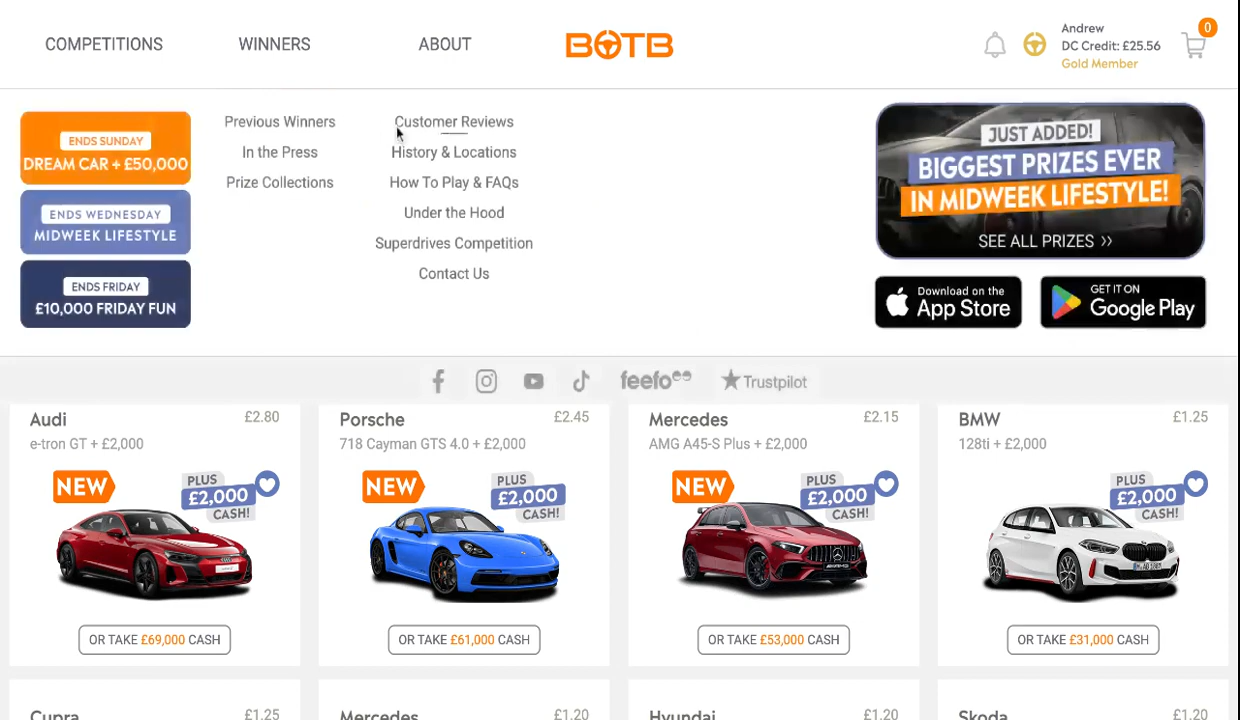 COMPETITIONS
WINNERS
ABOUT
BOTB
Andrew
DC Credit: £25.56
Gold Member
0
ENDS SUNDAY
DREAM CAR + £50,000
ENDS WEDNESDAY
MIDWEEK LIFESTYLE
ENDS FRIDAY
£10,000 FRIDAY FUN
Previous Winners
In the Press
Prize Collections
Customer Reviews
History & Locations
How To Play & FAQs
Under the Hood
Superdrives Competition
Contact Us
JUST ADDED!
BIGGEST PRIZES EVER
IN MIDWEEK LIFESTYLE!
SEE ALL PRIZES
Download on the
App Store
GET IT ON
Google Play
feefo
Trustpilot
Audi £2.80
e-tron GT + £2,000
NEW
PLUS
£2,000
CASH!
OR TAKE £69,000 CASH
Porsche £2.45
718 Cayman GTS 4.0 + £2,000
NEW
PLUS
£2,000
CASH!
OR TAKE £61,000 CASH
Mercedes £2.15
AMG A45-S Plus + £2,000
NEW
PLUS
£2,000
CASH!
OR TAKE £53,000 CASH
BMW £1.25
128ti + £2,000
PLUS
£2,000
CASH!
OR TAKE £31,000 CASH
Cupra £1.25
Mercedes £1.20
Hyundai £1.20
Skoda £1.20